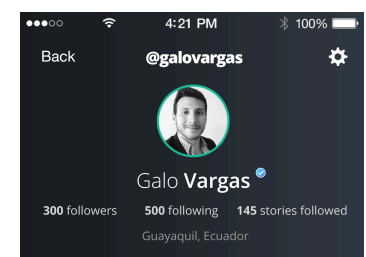 4:21 PM 100%
Back @galovargas
Galo Vargas
300 followers 500 following 145 stories followed
Guayaquil, Ecuador